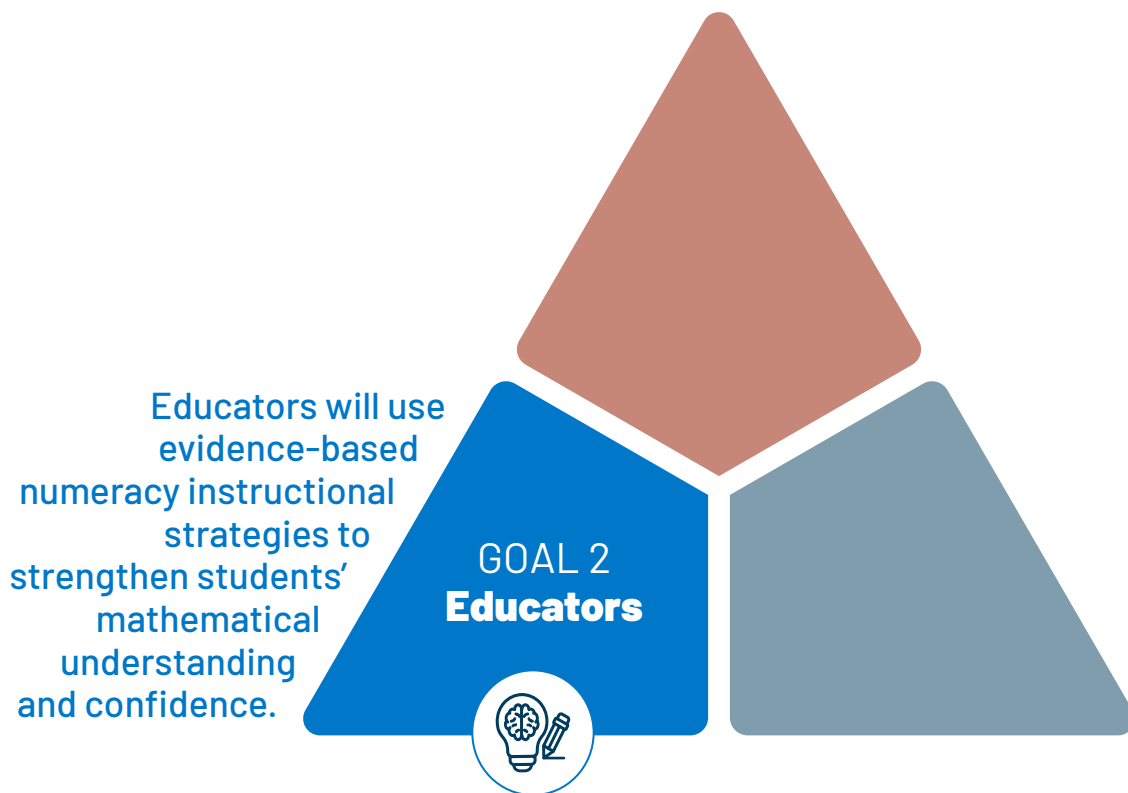 Educators will use
evidence-based
numeracy instructional
strategies to
strengthen students’
mathematical
understanding
and confidence.
GOAL 2
Educators